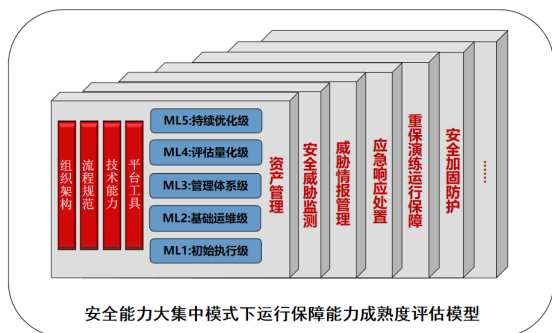 组织架构
流程规范
技术能力
平台工具
ML5:持续优化级
ML4:评估量化级
ML3:管理体系级
ML2:基础运维级
ML1:初始执行级
资产管理
安全威胁监测
威胁情报管理
应急响应处置
重保演练运行保障
安全加固防护
……
安全能力大集中模式下运行保障能力成熟度评估模型